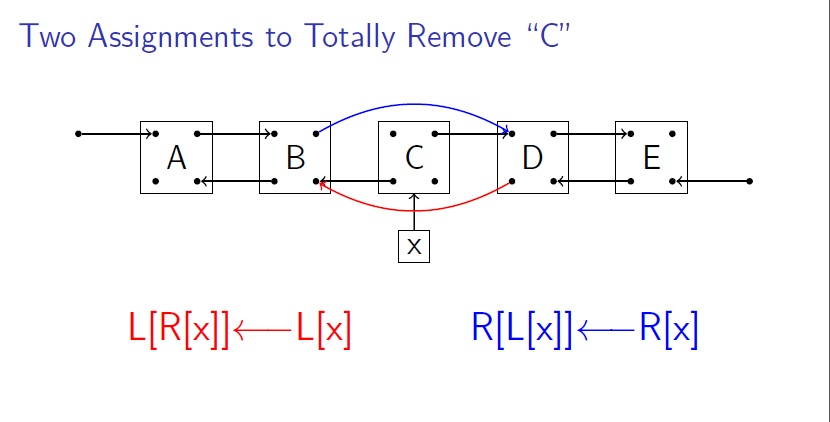 Two Assignments to Totally Remove “C”
A B C D E
x
L[R[x]]⟵L[x] R[L[x]]⟵R[x]